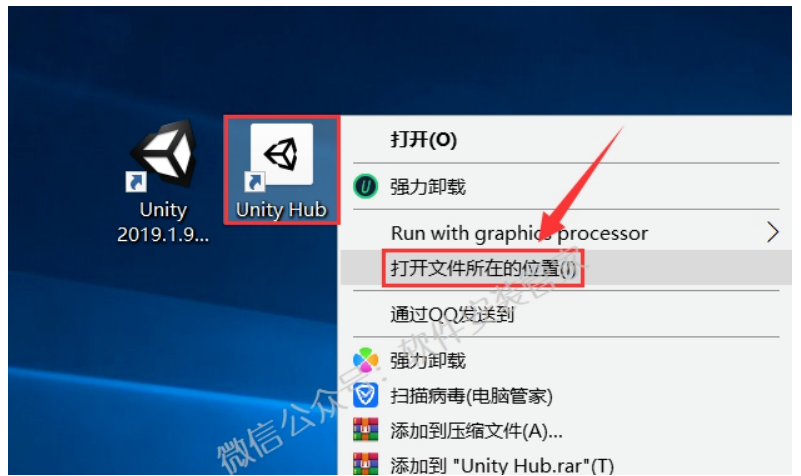 Unity
2019.1.9...
Unity Hub
打开(O)
强力卸载
Run with graphics processor
打开文件所在的位置(I)
通过QQ发送到
强力卸载
扫描病毒(电脑管家)
添加到压缩文件(A)...
添加到 "Unity Hub.rar"(T)
微信公众号：软件安装管家